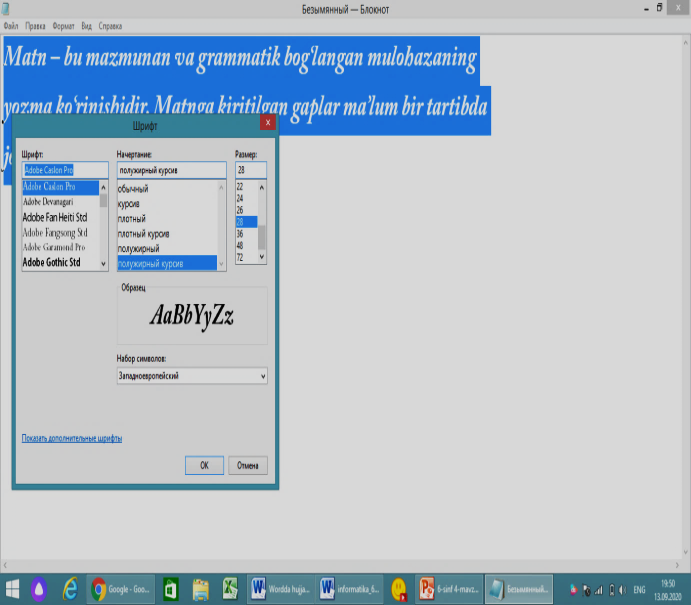 Безымянный — Блокнот
Файл Правка Формат Вид Справка
Matn – bu mazmunan va grammatik bog‘langan mulohazaning
yozma ko‘rinishidir. Matnga kiritilgan gaplar ma’lum bir tartibda
Шрифт
Шрифт: Начертание: Размер:
Adobe Caslon Pro полужирный курсив 28
Adobe Caslon Pro обычный 22
Adobe Devanagari курсив 24
Adobe Fan Heiti Std плотный 26
Adobe Fangsong Std плотный курсив 28
Adobe Garamond Pro полужирный 36
Adobe Gothic Std полужирный курсив 48
72
Образец
AaBbYyZz
Набор символов:
Западноевропейский
Показать дополнительные шрифты
OK Отмена
Google - Goo... Wordda hujja... informatika_6... 6-sinf 4-mavz... Безымянный... ENG 19:50
13.09.2020